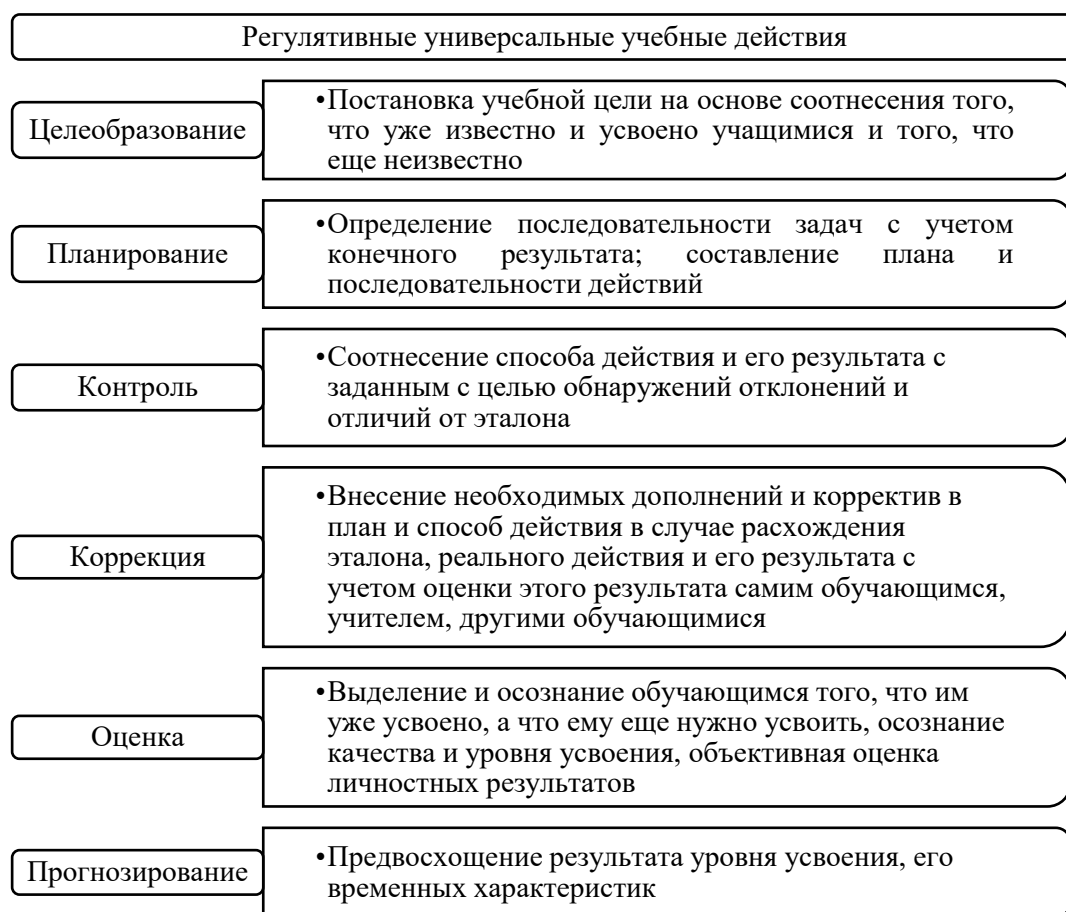 Регулятивные универсальные учебные действия
Целеобразование
•Постановка учебной цели на основе соотнесения того,
что уже известно и усвоено учащимися и того, что
еще неизвестно
Планирование
•Определение последовательности задач с учетом
конечного результата; составление плана и
последовательности действий
Контроль
•Соотнесение способа действия и его результата с
заданным с целью обнаружений отклонений и
отличий от эталона
Коррекция
•Внесение необходимых дополнений и корректив в
план и способ действия в случае расхождения
эталона, реального действия и его результата с
учетом оценки этого результата самим обучающимся,
учителем, другими обучающимися
Оценка
•Выделение и осознание обучающимся того, что им
уже усвоено, а что ему еще нужно усвоить, осознание
качества и уровня усвоения, объективная оценка
личностных результатов
Прогнозирование
•Предвосхощение результата уровня усвоения, его
временных характеристик